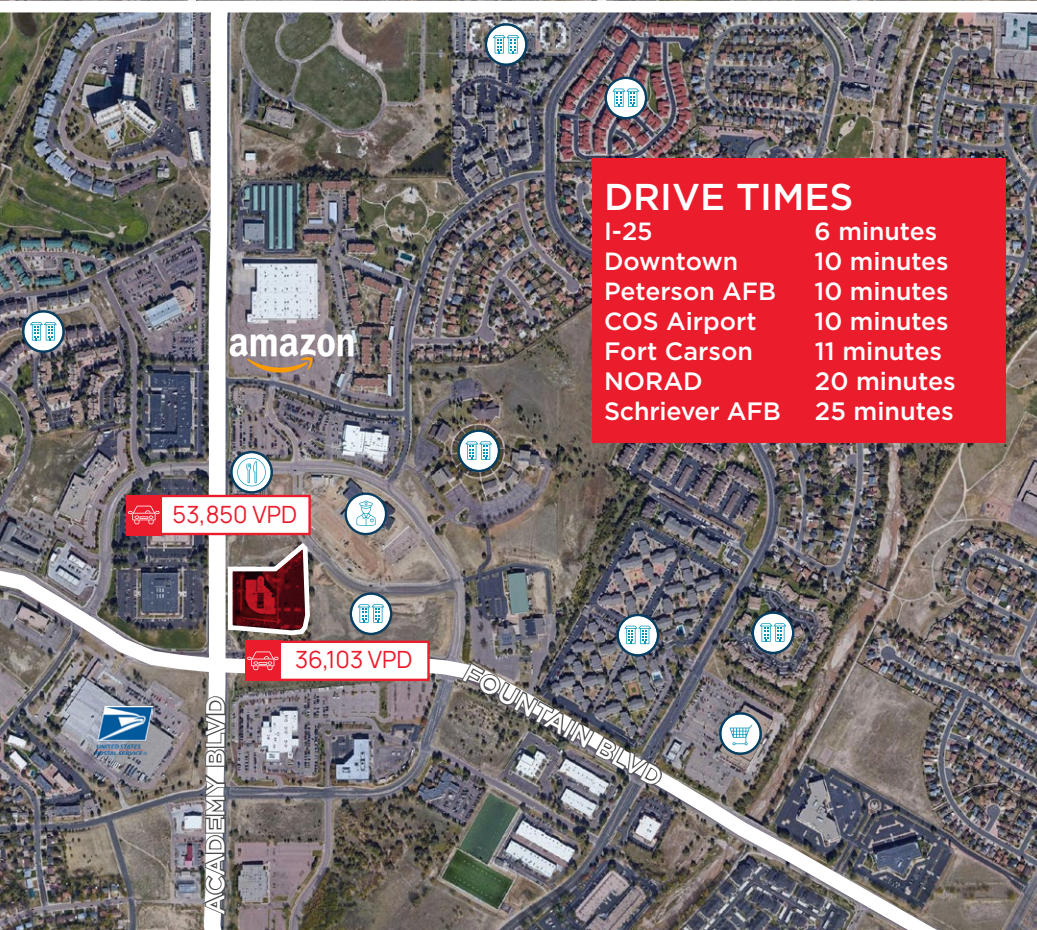 DRIVE TIMES
I-25 6 minutes
Downtown 10 minutes
Peterson AFB 10 minutes
COS Airport 10 minutes
Fort Carson 11 minutes
NORAD 20 minutes
Schriever AFB 25 minutes
amazon
53,850 VPD
36,103 VPD
FOUNTAIN BLVD
UNITED STATES
POSTAL SERVICE
ACADEMY BLVD